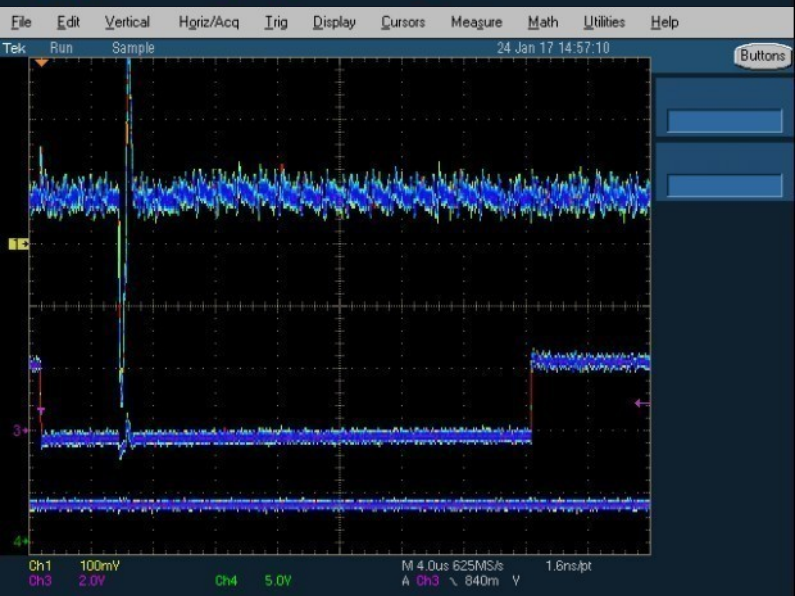 File Edit Vertical Horiz/Acq Trig Display Cursors Measure Math Utilities Help
Tek Run Sample 24 Jan 17 14:57:10 Buttons
1
3
4
Ch1 100mV M 4.0us 625MS/s 1.6ns/pt
Ch3 2.0V Ch4 5.0V A Ch3 \ 840m V